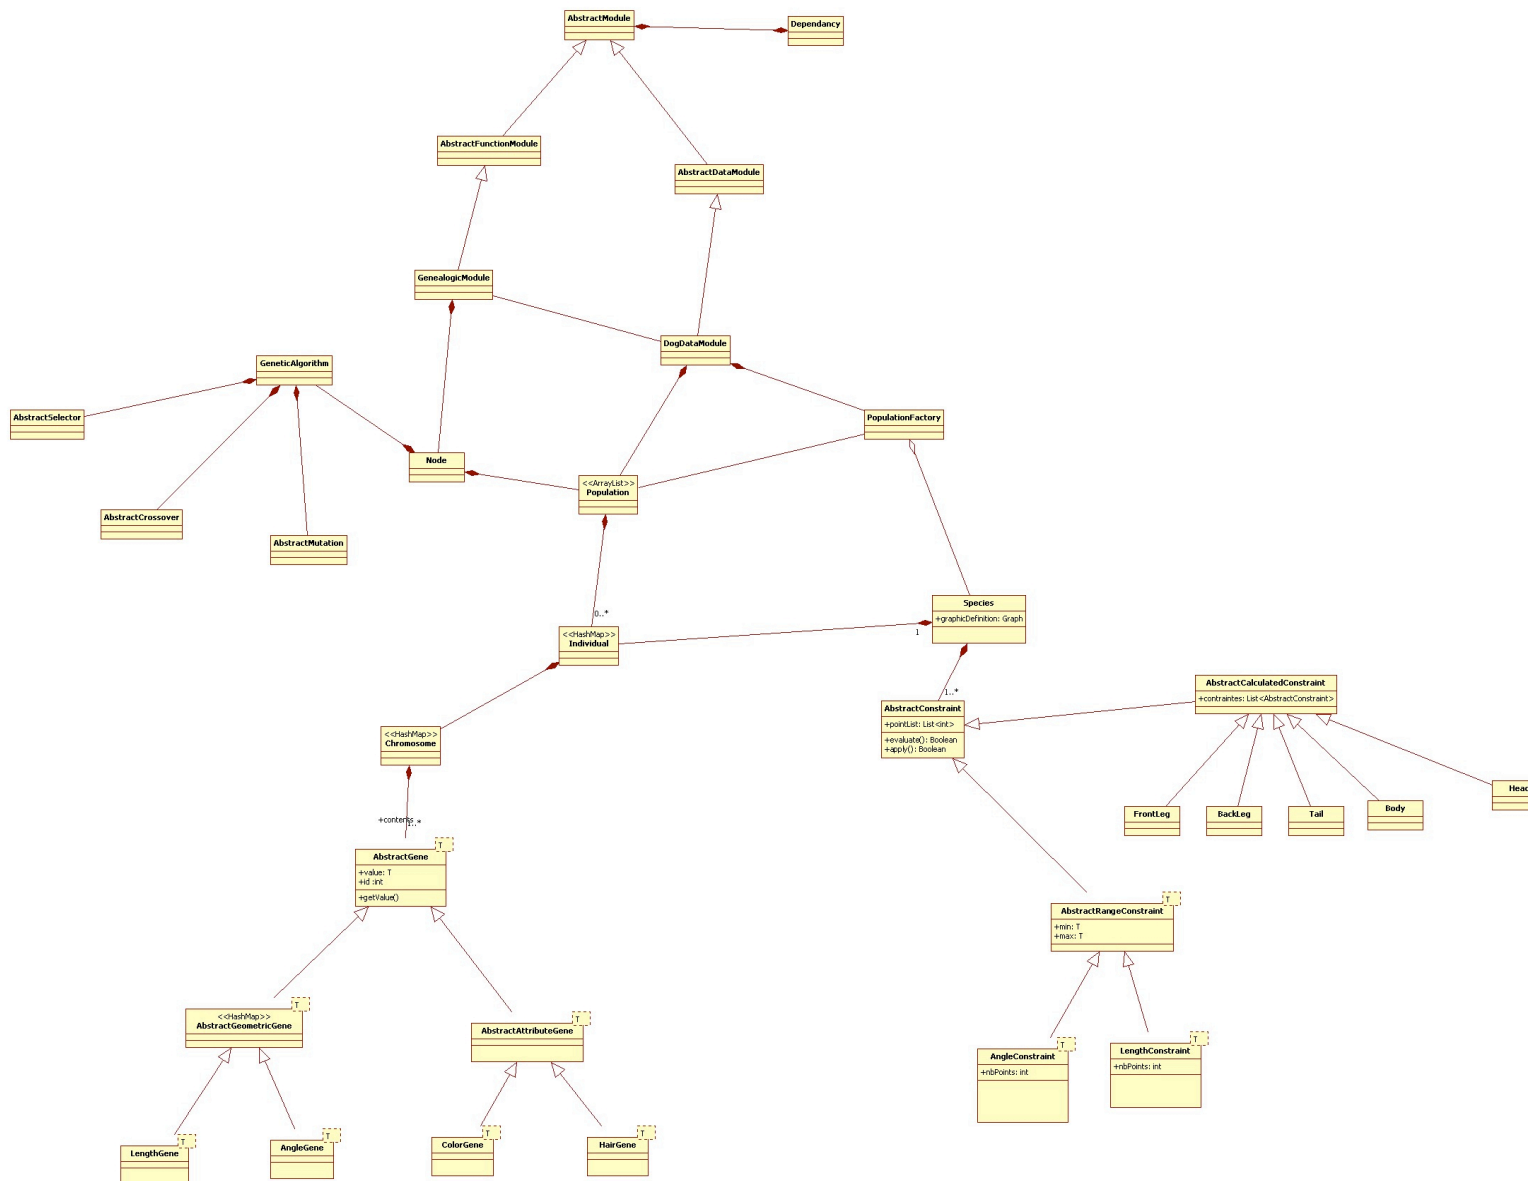 AbstractModule
Dependancy
AbstractFunctionModule
AbstractDataModule
GenealogicModule
DogDataModule
GeneticAlgorithm
AbstractSelector
PopulationFactory
Node
<<ArrayList>>
Population
AbstractCrossover
AbstractMutation
Species
+graphicDefinition: Graph
0..*
1
<<HashMap>>
Individual
1..*
AbstractCalculatedConstraint
+contraintes: List<AbstractConstraint>
AbstractConstraint
+pointList: List<int>
+evaluate(): Boolean
+apply(): Boolean
<<HashMap>>
Chromosome
FrontLeg
BackLeg
Tail
Body
Head
+contents
1..*
T
AbstractGene
+value: T
+id :int
+getValue()
T
AbstractRangeConstraint
+min: T
+max: T
T
<<HashMap>>
AbstractGeometricGene
T
AbstractAttributeGene
T
AngleConstraint
+nbPoints: int
T
LengthConstraint
+nbPoints: int
T
LengthGene
T
AngleGene
T
ColorGene
T
HairGene